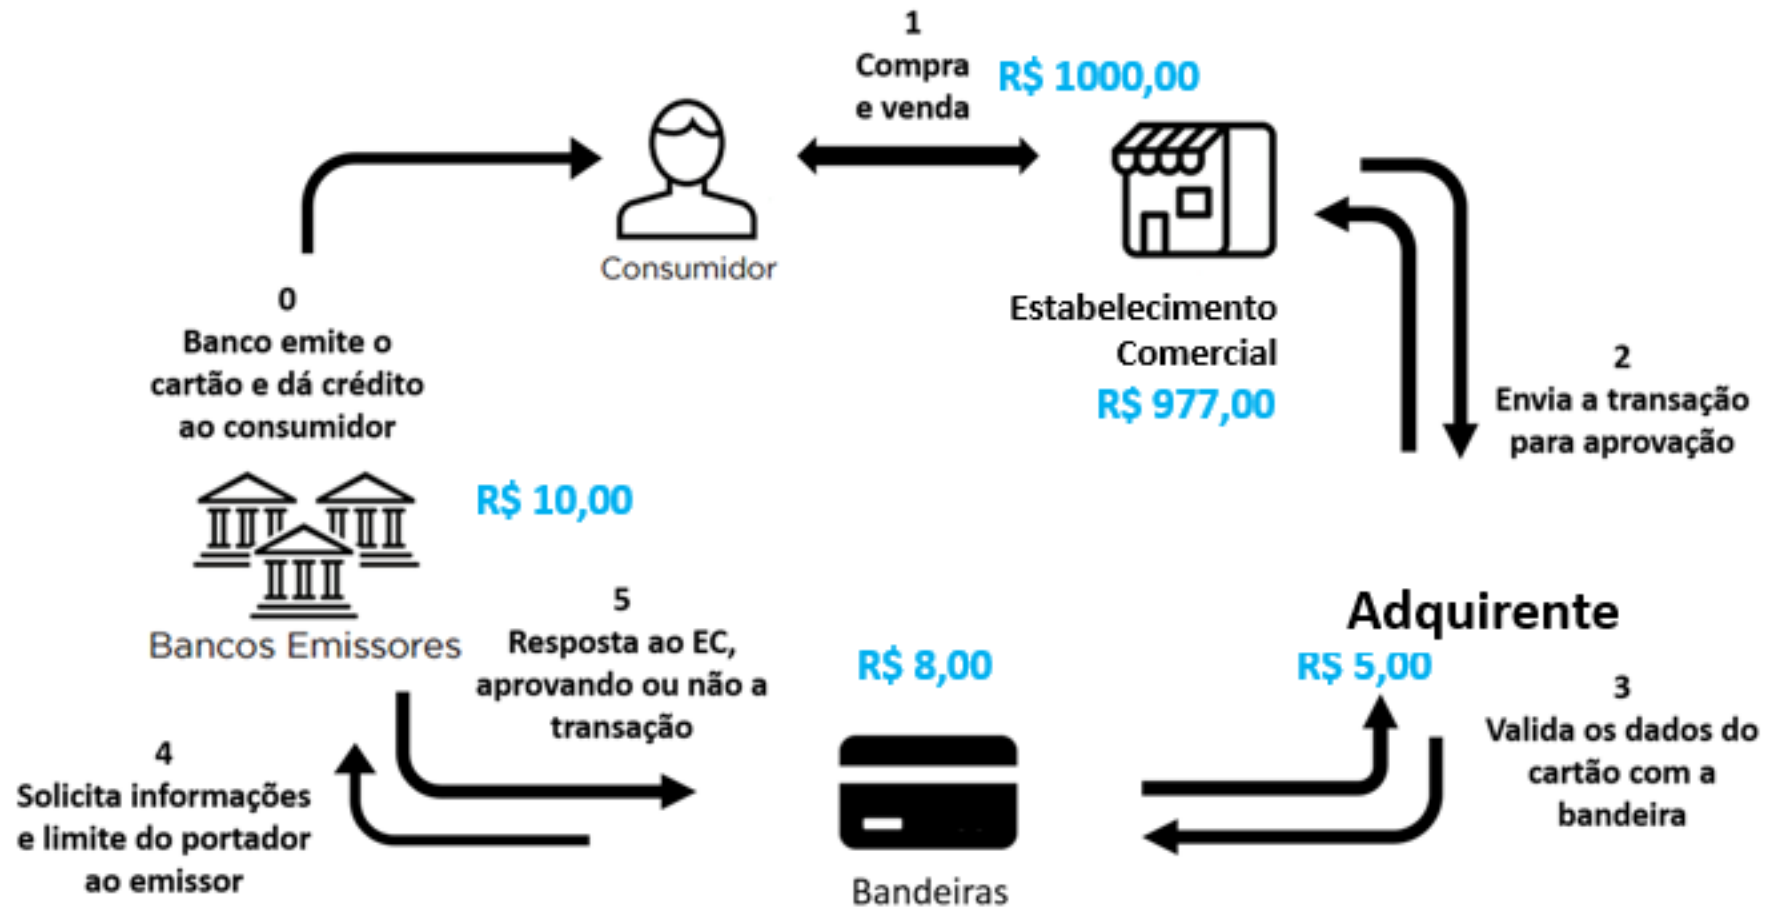 1
Compra
e venda
R$ 1000,00
Consumidor
Estabelecimento
Comercial
R$ 977,00
0
Banco emite o
cartão e dá crédito
ao consumidor
2
Envia a transação
para aprovação
R$ 10,00
Bancos Emissores
5
Resposta ao EC,
aprovando ou não a
transação
R$ 8,00
Adquirente
R$ 5,00
3
Valida os dados do
cartão com a
bandeira
4
Solicita informações
e limite do portador
ao emissor
Bandeiras